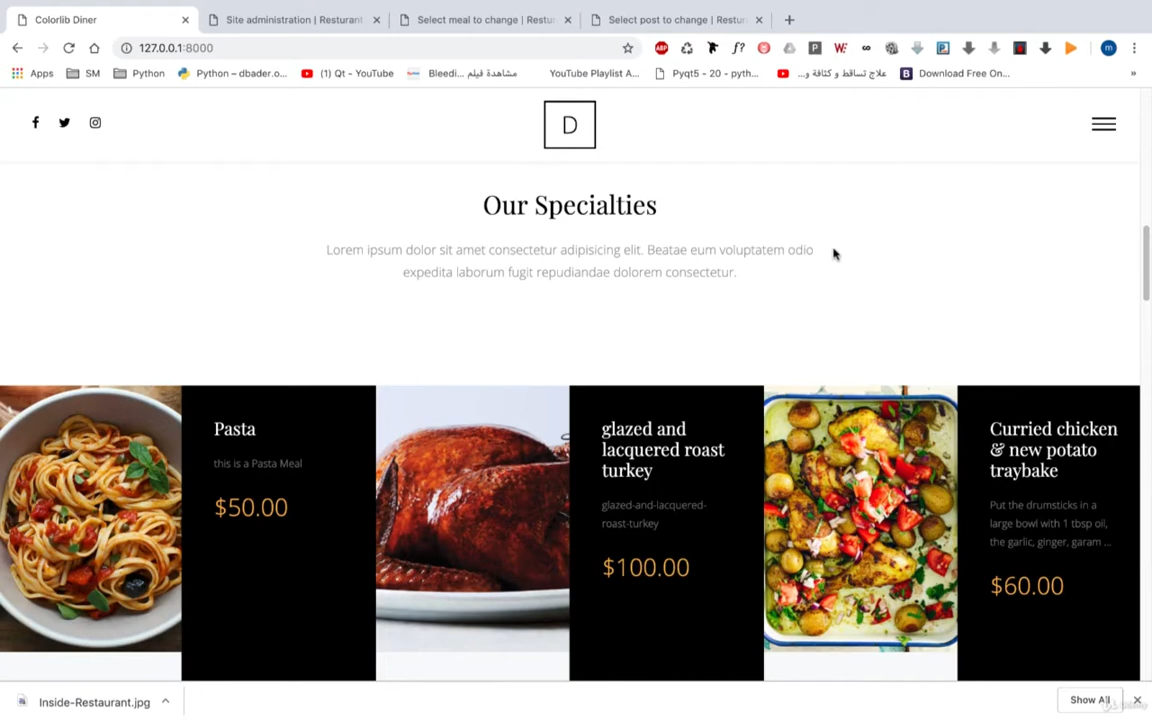 Colorlib Diner
Site administration | Resturant
Select meal to change | Restu
Select post to change | Restur
127.0.0.1:8000
ABP
f?
P
W
m
Apps
SM
Python
Python – dbader.o...
(1) Qt - YouTube
Bleedi... مشاهدة فيلم
YouTube Playlist A...
Pyqt5 - 20 - pyth...
علاج تساقط و كثافة و...
B Download Free On...
»
D
Our Specialties
Lorem ipsum dolor sit amet consectetur adipisicing elit. Beatae eum voluptatem odio
expedita laborum fugit repudiandae dolorem consectetur.
Pasta
this is a Pasta Meal
$50.00
glazed and
lacquered roast
turkey
glazed-and-lacquered-
roast-turkey
$100.00
Curried chicken
& new potato
traybake
Put the drumsticks in a
large bowl with 1 tbsp oil,
the garlic, ginger, garam ...
$60.00
Inside-Restaurant.jpg
Show All